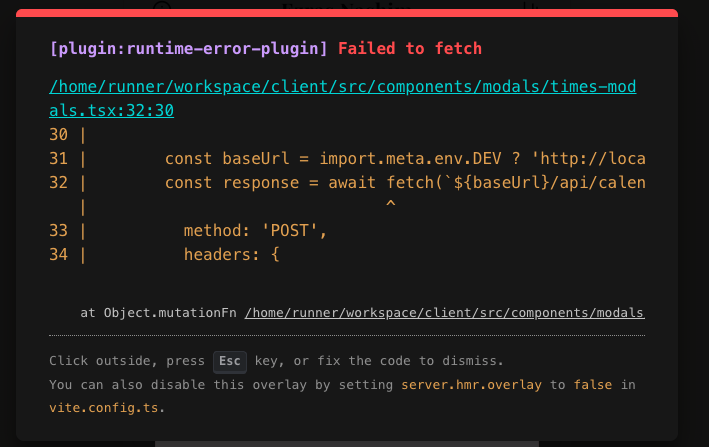 [plugin:runtime-error-plugin] Failed to fetch
/home/runner/workspace/client/src/components/modals/times-mod
als.tsx:32:30
30 |
31 |        const baseUrl = import.meta.env.DEV ? 'http://loca
32 |        const response = await fetch(`${baseUrl}/api/calen
   |                               ^
33 |          method: 'POST',
34 |          headers: {
at Object.mutationFn /home/runner/workspace/client/src/components/modals
Click outside, press Esc key, or fix the code to dismiss.
You can also disable this overlay by setting server.hmr.overlay to false in
vite.config.ts.